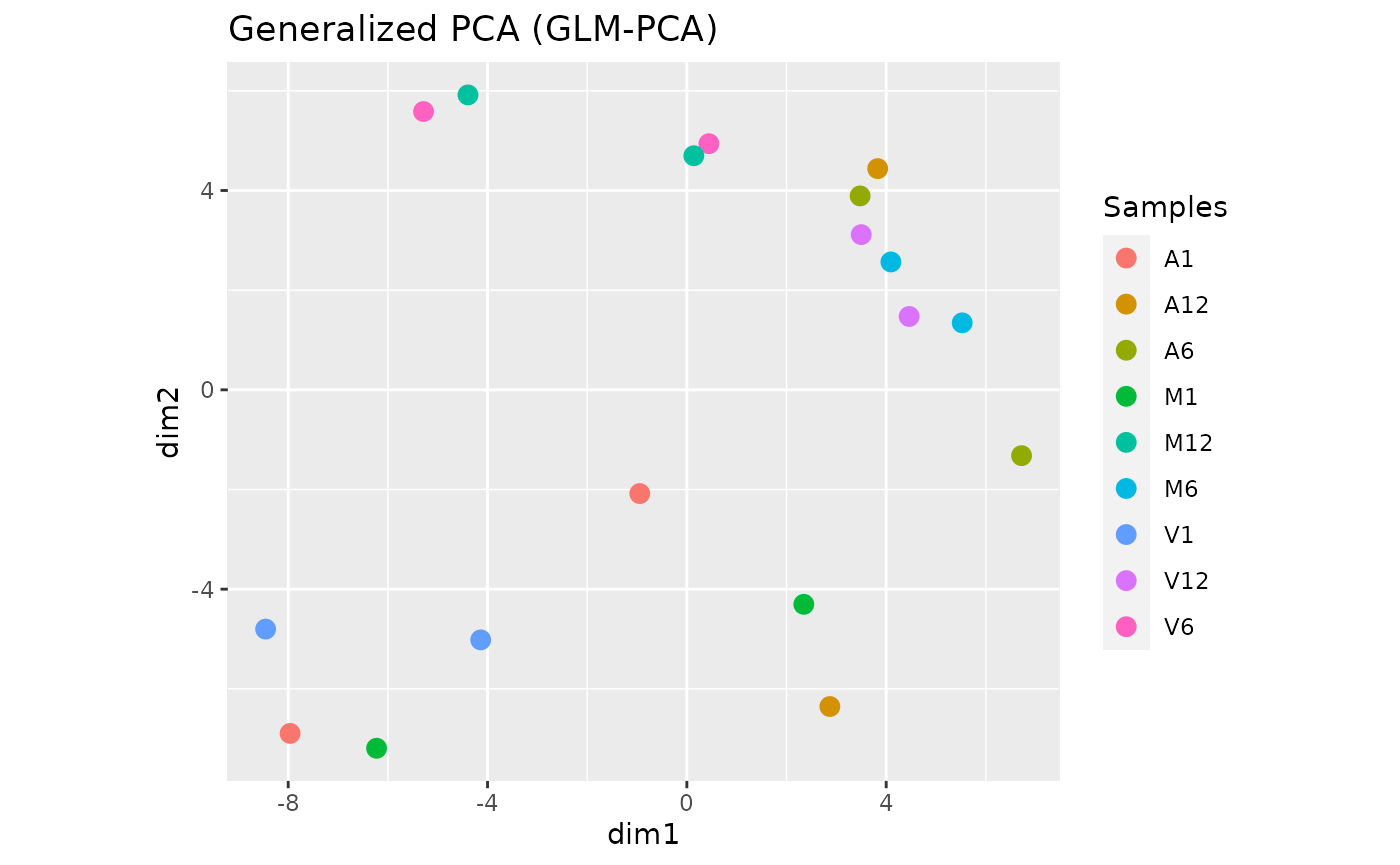 Generalized PCA (GLM-PCA)
4
0
-4
dim2
-8
-4
0
4
dim1
Samples
A1
A12
A6
M1
M12
M6
V1
V12
V6